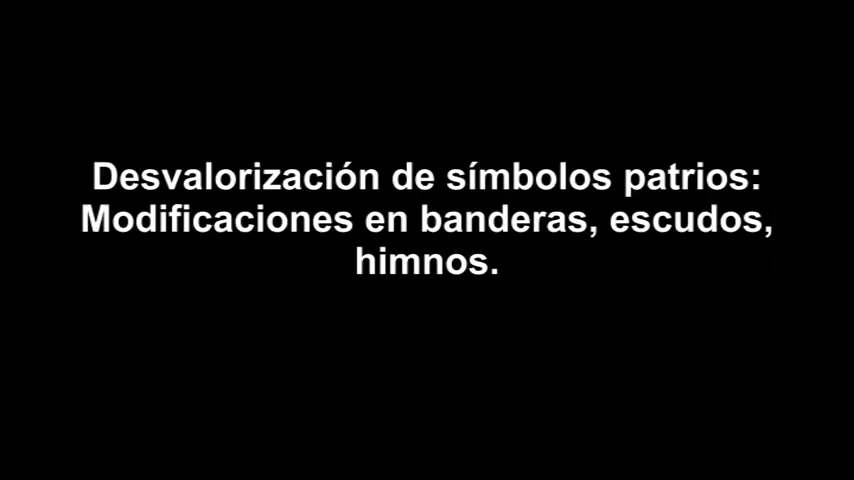 Desvalorización de símbolos patrios:
Modificaciones en banderas, escudos,
himnos.